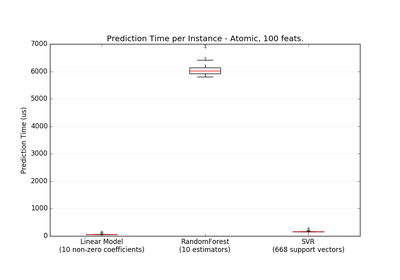 Prediction Time per Instance - Atomic, 100 feats.
7000
6000
5000
4000
3000
2000
1000
0
Prediction Time (us)
Linear Model
(10 non-zero coefficients)
RandomForest
(10 estimators)
SVR
(668 support vectors)